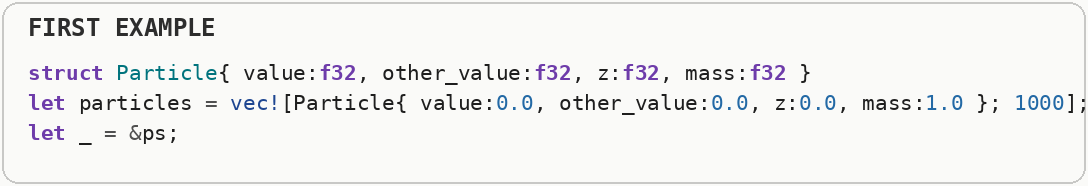 FIRST EXAMPLE
struct Particle{ value:f32, other_value:f32, z:f32, mass:f32 }
let particles = vec![Particle{ value:0.0, other_value:0.0, z:0.0, mass:1.0 }; 1000];
let _ = &ps;